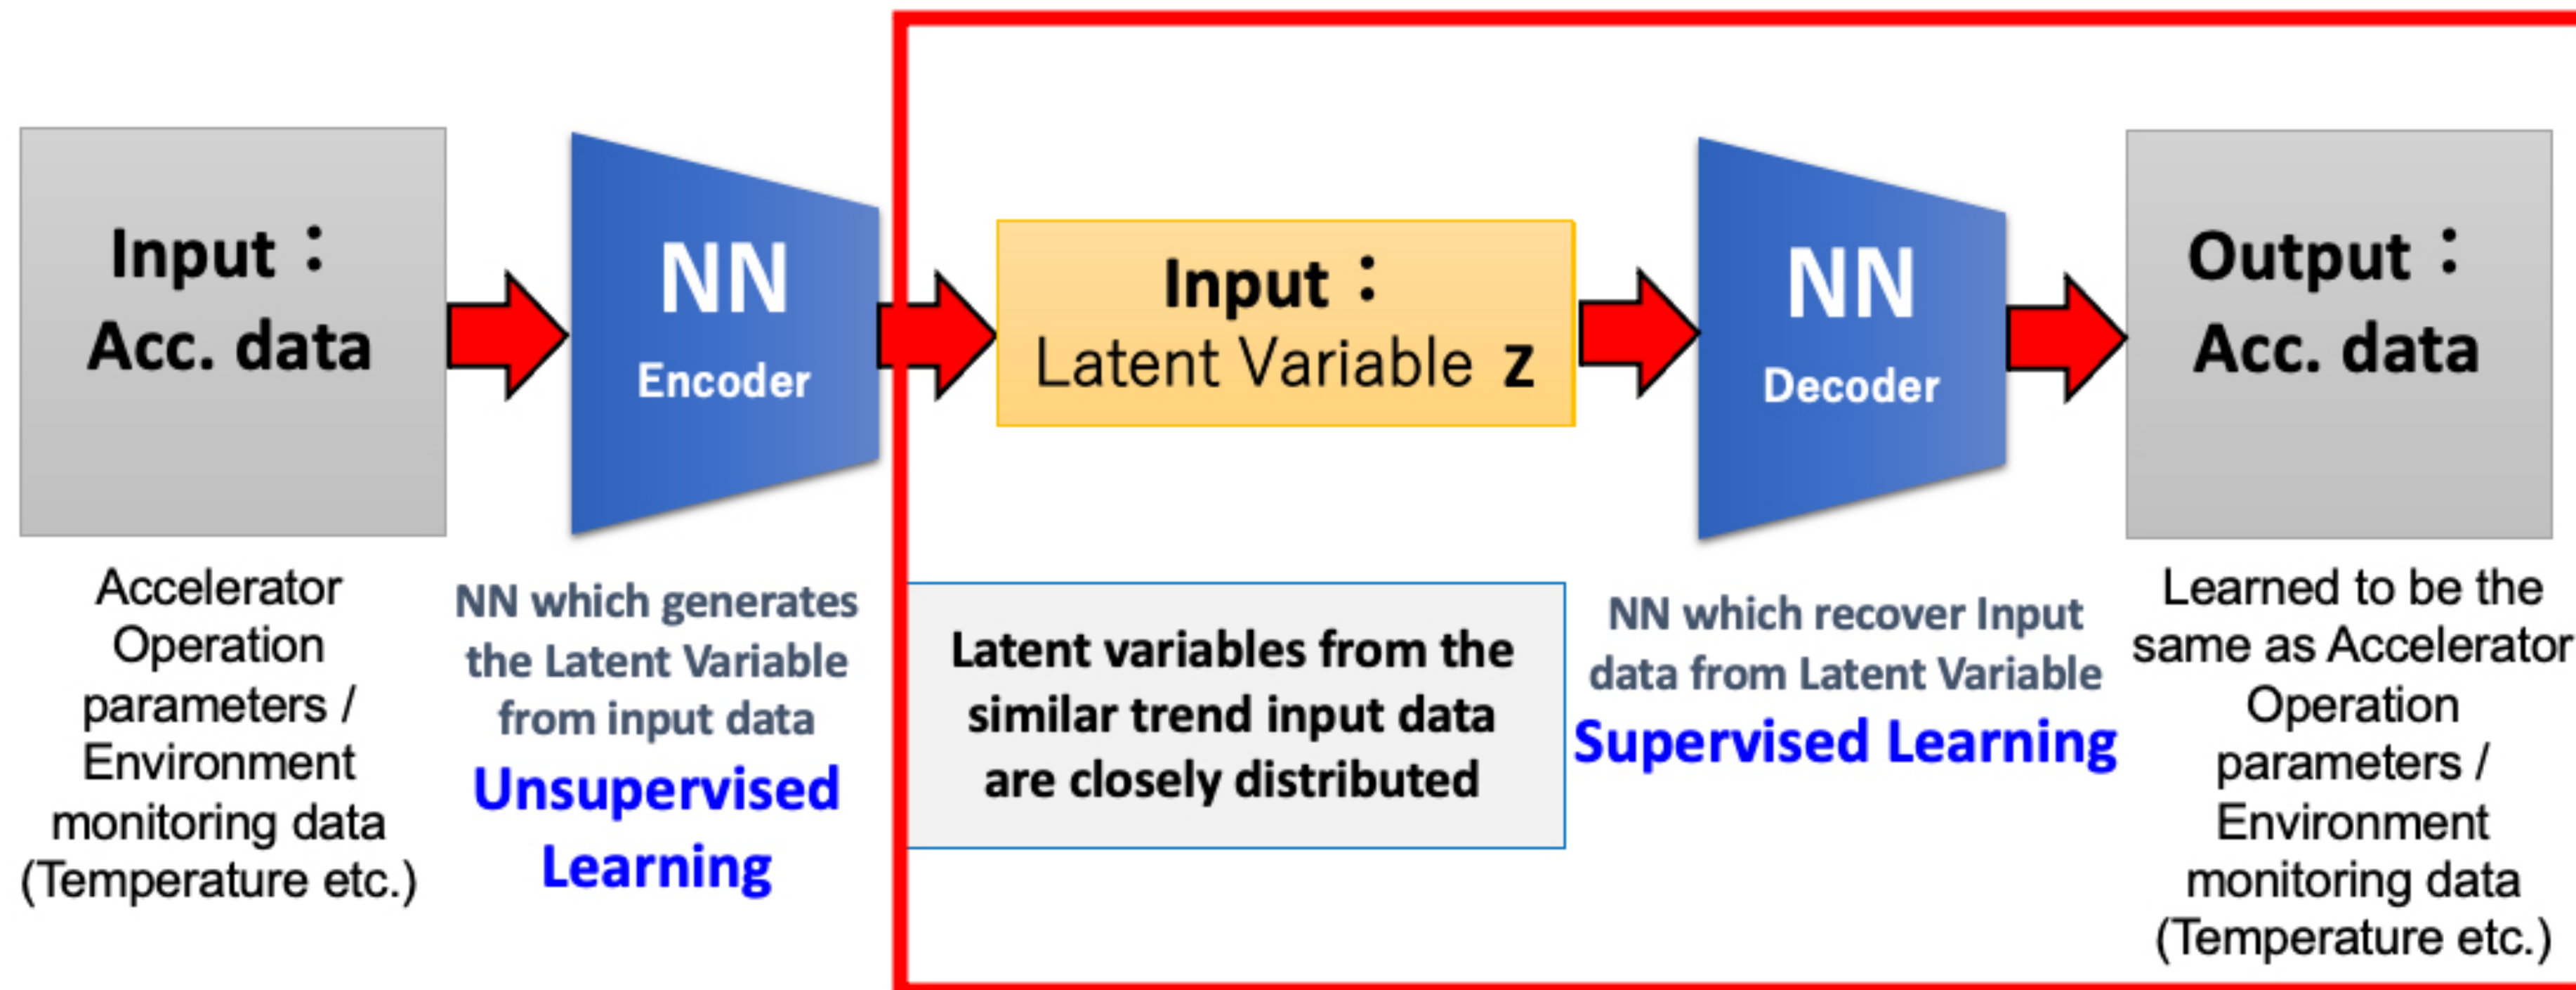 Input：
Acc. data
Accelerator
Operation
parameters /
Environment
monitoring data
(Temperature etc.)
NN
Encoder
NN which generates
the Latent Variable
from input data
Unsupervised
Learning
Input：
Latent Variable z
Latent variables from the
similar trend input data
are closely distributed
NN
Decoder
NN which recover Input
data from Latent Variable
Supervised Learning
Output：
Acc. data
Learned to be the
same as Accelerator
Operation
parameters /
Environment
monitoring data
(Temperature etc.)